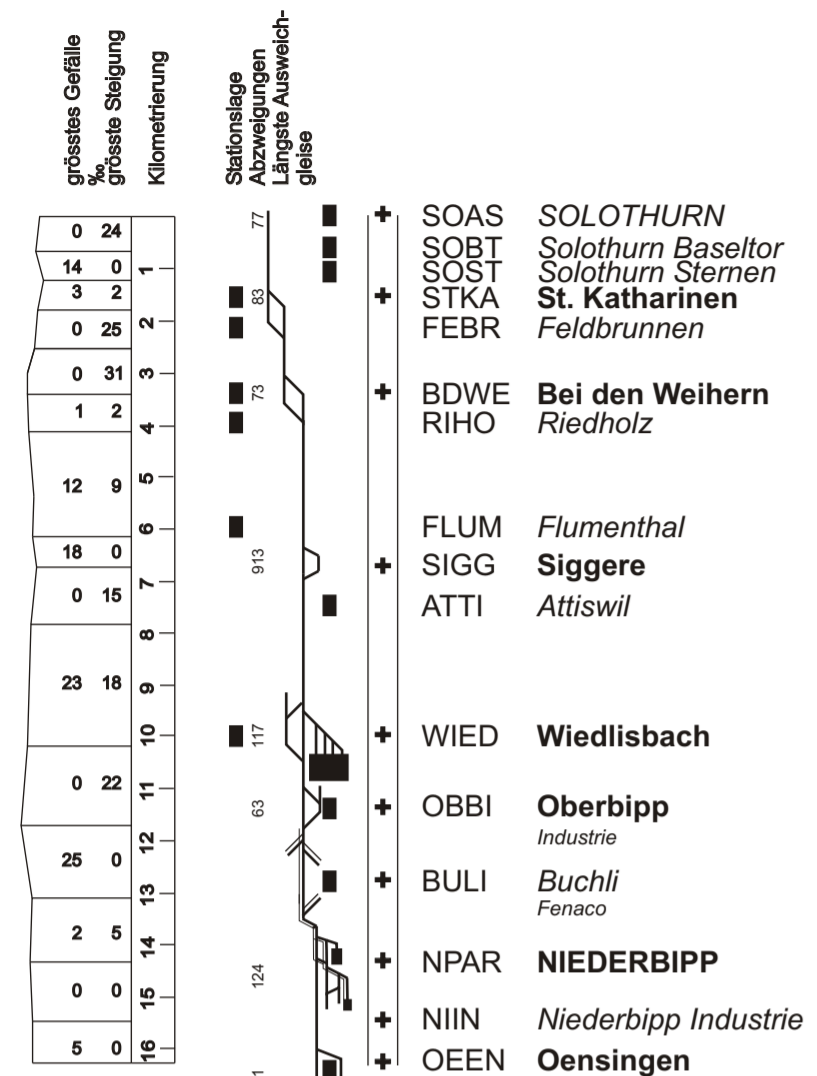 grösstes Gefälle
‰
grösste Steigung
Kilometrierung
Stationslage
Abzweigungen
Längste Ausweich-
gleise
0 24
14 0
3 2
0 25
0 31
1 2
12 9
18 0
0 15
23 18
0 22
25 0
2 5
0 0
5 0
1
2
3
4
5
6
7
8
9
10
11
12
13
14
15
16
77
83
73
913
117
63
124
1
SOAS SOLOTHURN
SOBT Solothurn Baseltor
SOST Solothurn Sternen
STKA St. Katharinen
FEBR Feldbrunnen
BDWE Bei den Weihern
RIHO Riedholz
FLUM Flumenthal
SIGG Siggere
ATTI Attiswil
WIED Wiedlisbach
OBBI Oberbipp
Industrie
BULI Buchli
Fenaco
NPAR NIEDERBIPP
NIIN Niederbipp Industrie
OEEN Oensingen